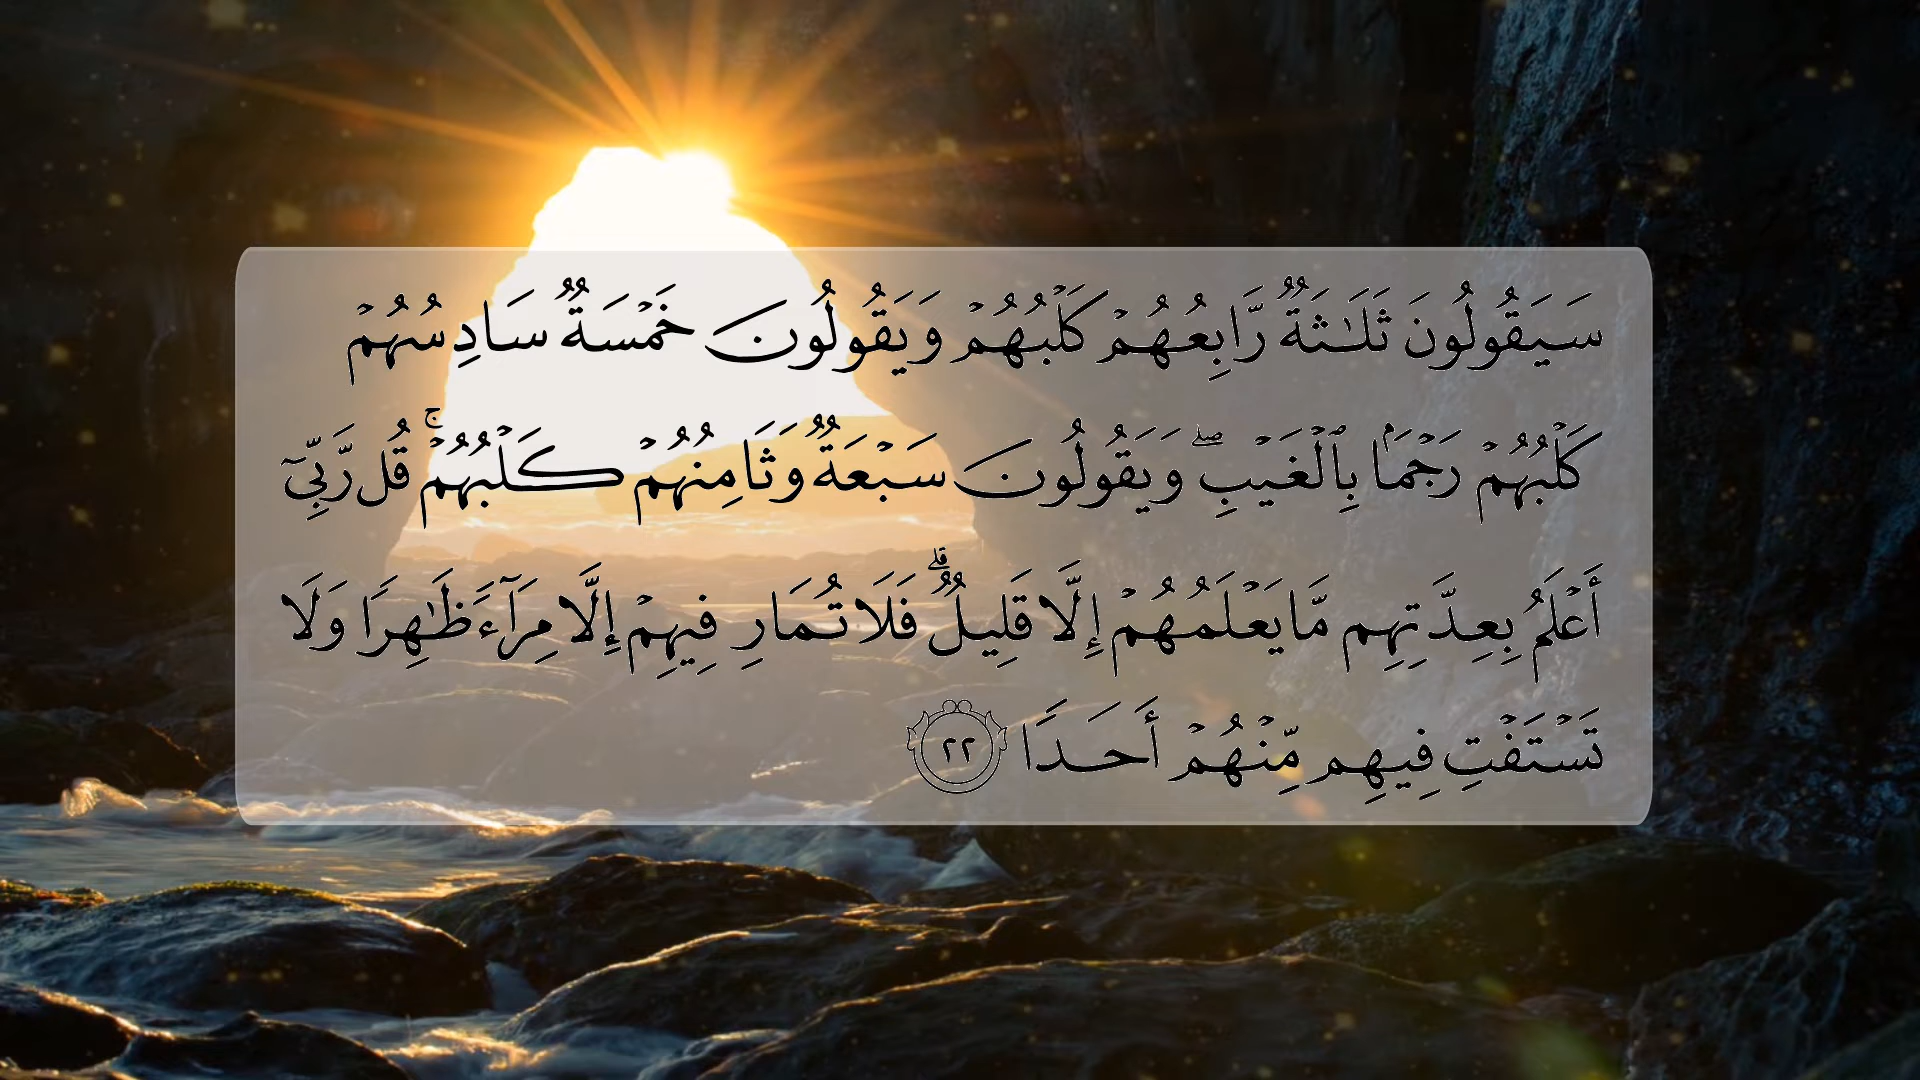 سَيَقُولُونَ ثَلَـٰثَةٌ رَّابِعُهُمْ كَلْبُهُمْ وَيَقُولُونَ خَمْسَةٌ سَادِسُهُمْ
كَلْبُهُمْ رَجْمًۢا بِٱلْغَيْبِ ۖ وَيَقُولُونَ سَبْعَةٌ وَثَامِنُهُمْ كَلْبُهُمْ ۚ قُل رَّبِّىٓ
أَعْلَمُ بِعِدَّتِهِم مَّا يَعْلَمُهُمْ إِلَّا قَلِيلٌ ۗ فَلَا تُمَارِ فِيهِمْ إِلَّا مِرَآءً ظَـٰهِرًا وَلَا
تَسْتَفْتِ فِيهِم مِّنْهُمْ أَحَدًا ٢٢